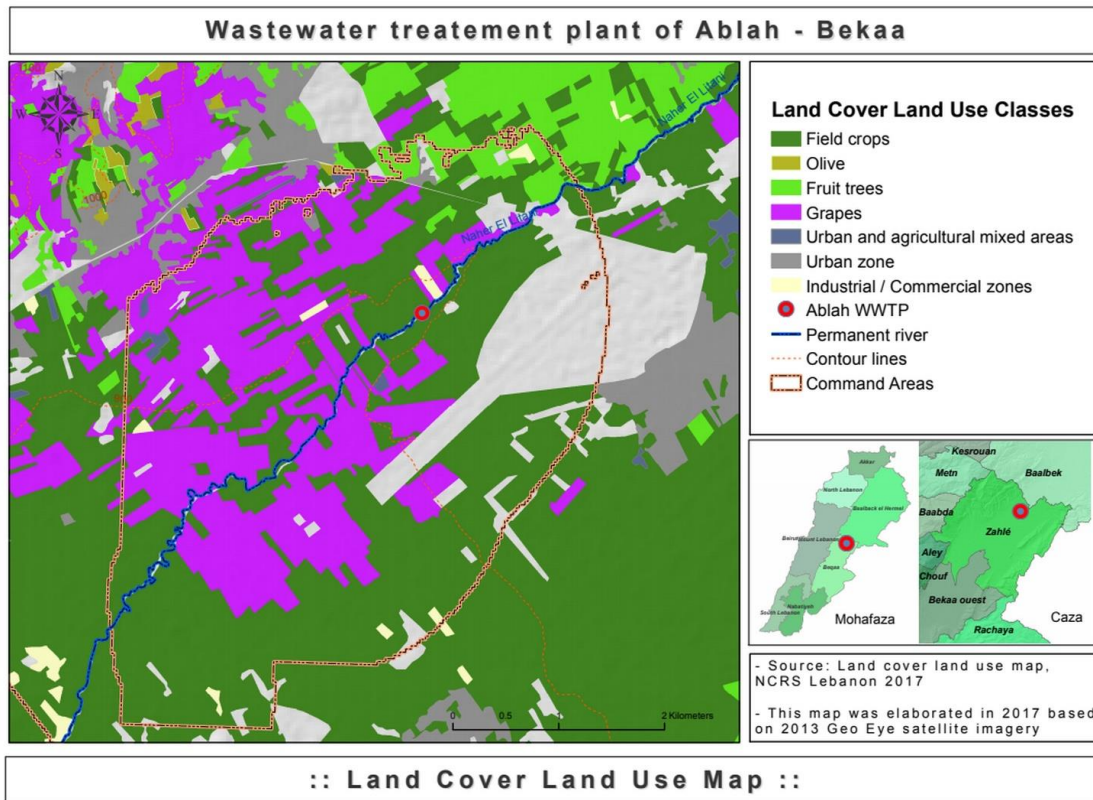 Wastewater treatement plant of Ablah - Bekaa
N
W E
S
1000
Naher El Litani
Naher El Litani
0 0.5 1 2 Kilometers
Land Cover Land Use Classes
Field crops
Olive
Fruit trees
Grapes
Urban and agricultural mixed areas
Urban zone
Industrial / Commercial zones
Ablah WWTP
Permanent river
Contour lines
Command Areas
Akkar
North Lebanon
Baalback el Hermel
Mount Lebanon
Beqaa
Nabatyeh
South Lebanon
Mohafaza
Kesrouan
Metn
Baalbek
Baabda
Zahlé
Aley
Chouf
Bekaa ouest
Rachaya
Caza
- Source: Land cover land use map,
NCRS Lebanon 2017
- This map was elaborated in 2017 based
on 2013 Geo Eye satellite imagery
:: Land Cover Land Use Map ::